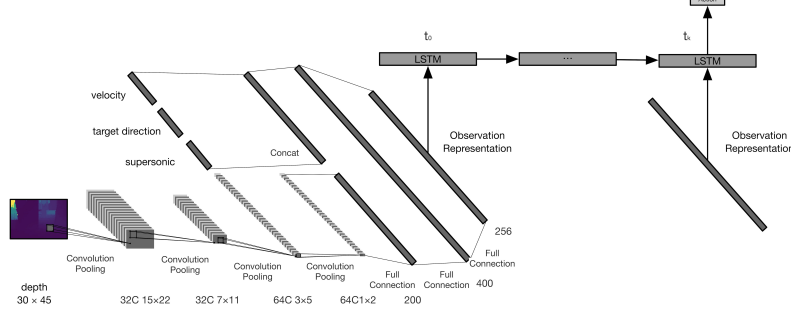 Action
t₀
tₖ
LSTM
...
LSTM
velocity
target direction
supersonic
Concat
Observation
Representation
Observation
Representation
256
Full
Connection
400
Convolution
Pooling
Convolution
Pooling
Convolution
Pooling
Convolution
Pooling
Full
Connection
Full
Connection
depth
30 × 45
32C 15×22
32C 7×11
64C 3×5
64C1×2
200